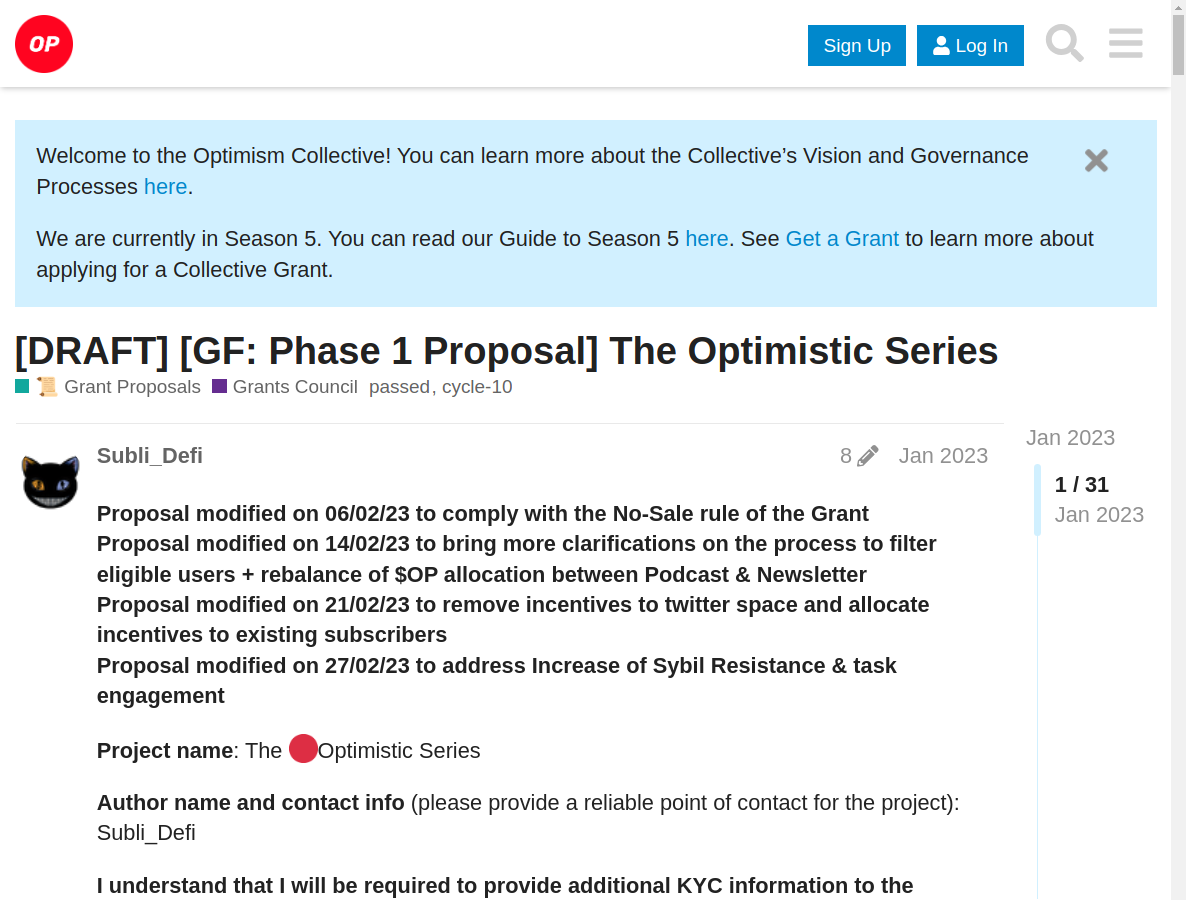 OP
Sign Up
Log In
Welcome to the Optimism Collective! You can learn more about the Collective’s Vision and Governance
Processes here.
We are currently in Season 5. You can read our Guide to Season 5 here. See Get a Grant to learn more about
applying for a Collective Grant.
[DRAFT] [GF: Phase 1 Proposal] The Optimistic Series
📜 Grant Proposals Grants Council passed, cycle-10
Subli_Defi 8 Jan 2023
Jan 2023
1 / 31
Jan 2023
Proposal modified on 06/02/23 to comply with the No-Sale rule of the Grant
Proposal modified on 14/02/23 to bring more clarifications on the process to filter
eligible users + rebalance of $OP allocation between Podcast & Newsletter
Proposal modified on 21/02/23 to remove incentives to twitter space and allocate
incentives to existing subscribers
Proposal modified on 27/02/23 to address Increase of Sybil Resistance & task
engagement
Project name: The 🔴Optimistic Series
Author name and contact info (please provide a reliable point of contact for the project):
Subli_Defi
I understand that I will be required to provide additional KYC information to the